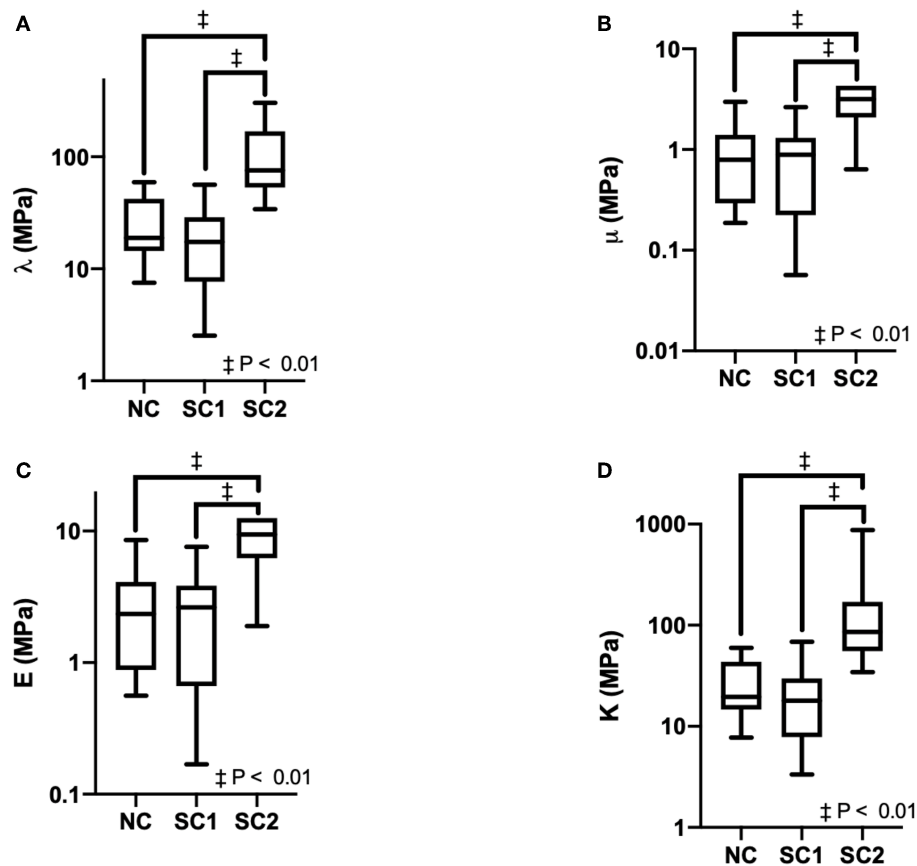 A
‡
‡
100
10
1
λ (MPa)
NC SC1 SC2
‡ P < 0.01
B
‡
‡
10
1
0.1
0.01
μ (MPa)
NC SC1 SC2
‡ P < 0.01
C
‡
‡
10
1
0.1
E (MPa)
NC SC1 SC2
‡ P < 0.01
D
‡
‡
1000
100
10
1
K (MPa)
NC SC1 SC2
‡ P < 0.01